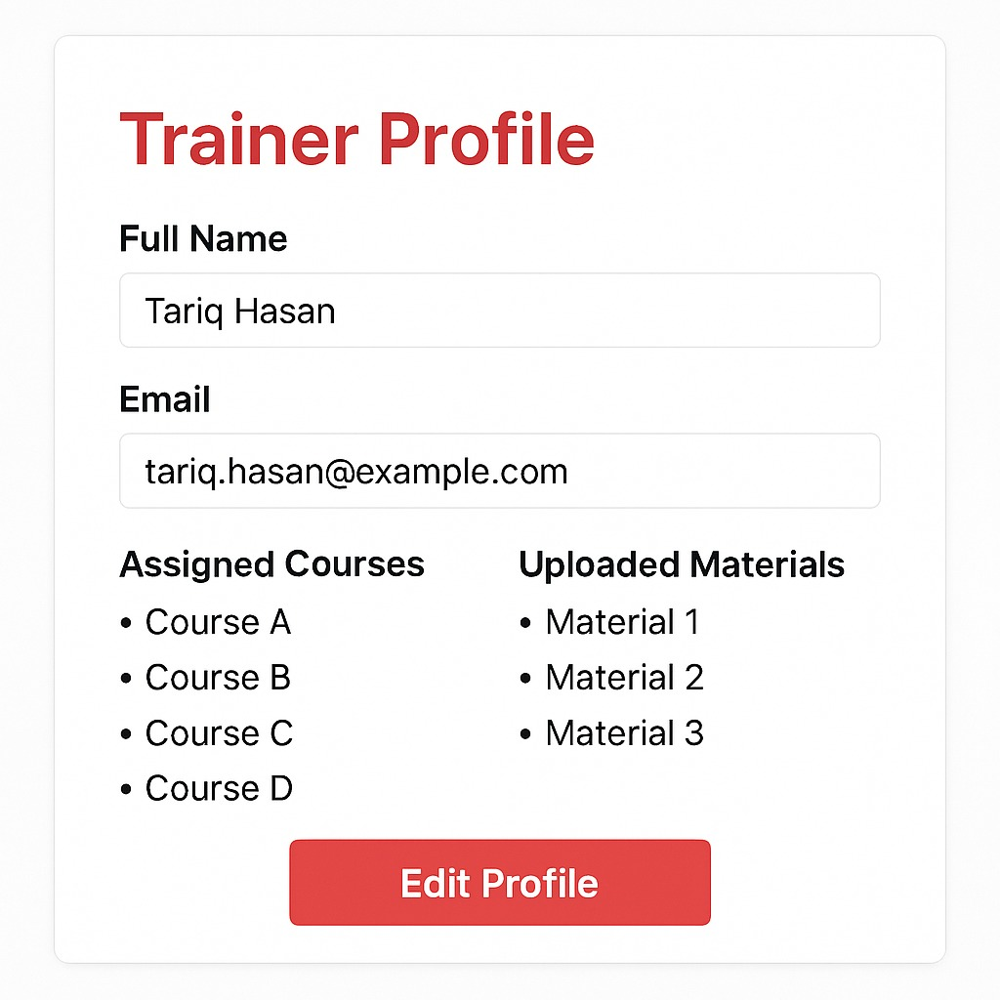 Trainer Profile
Full Name
Tariq Hasan
Email
tariq.hasan@example.com
Assigned Courses
• Course A
• Course B
• Course C
• Course D
Uploaded Materials
• Material 1
• Material 2
• Material 3
Edit Profile